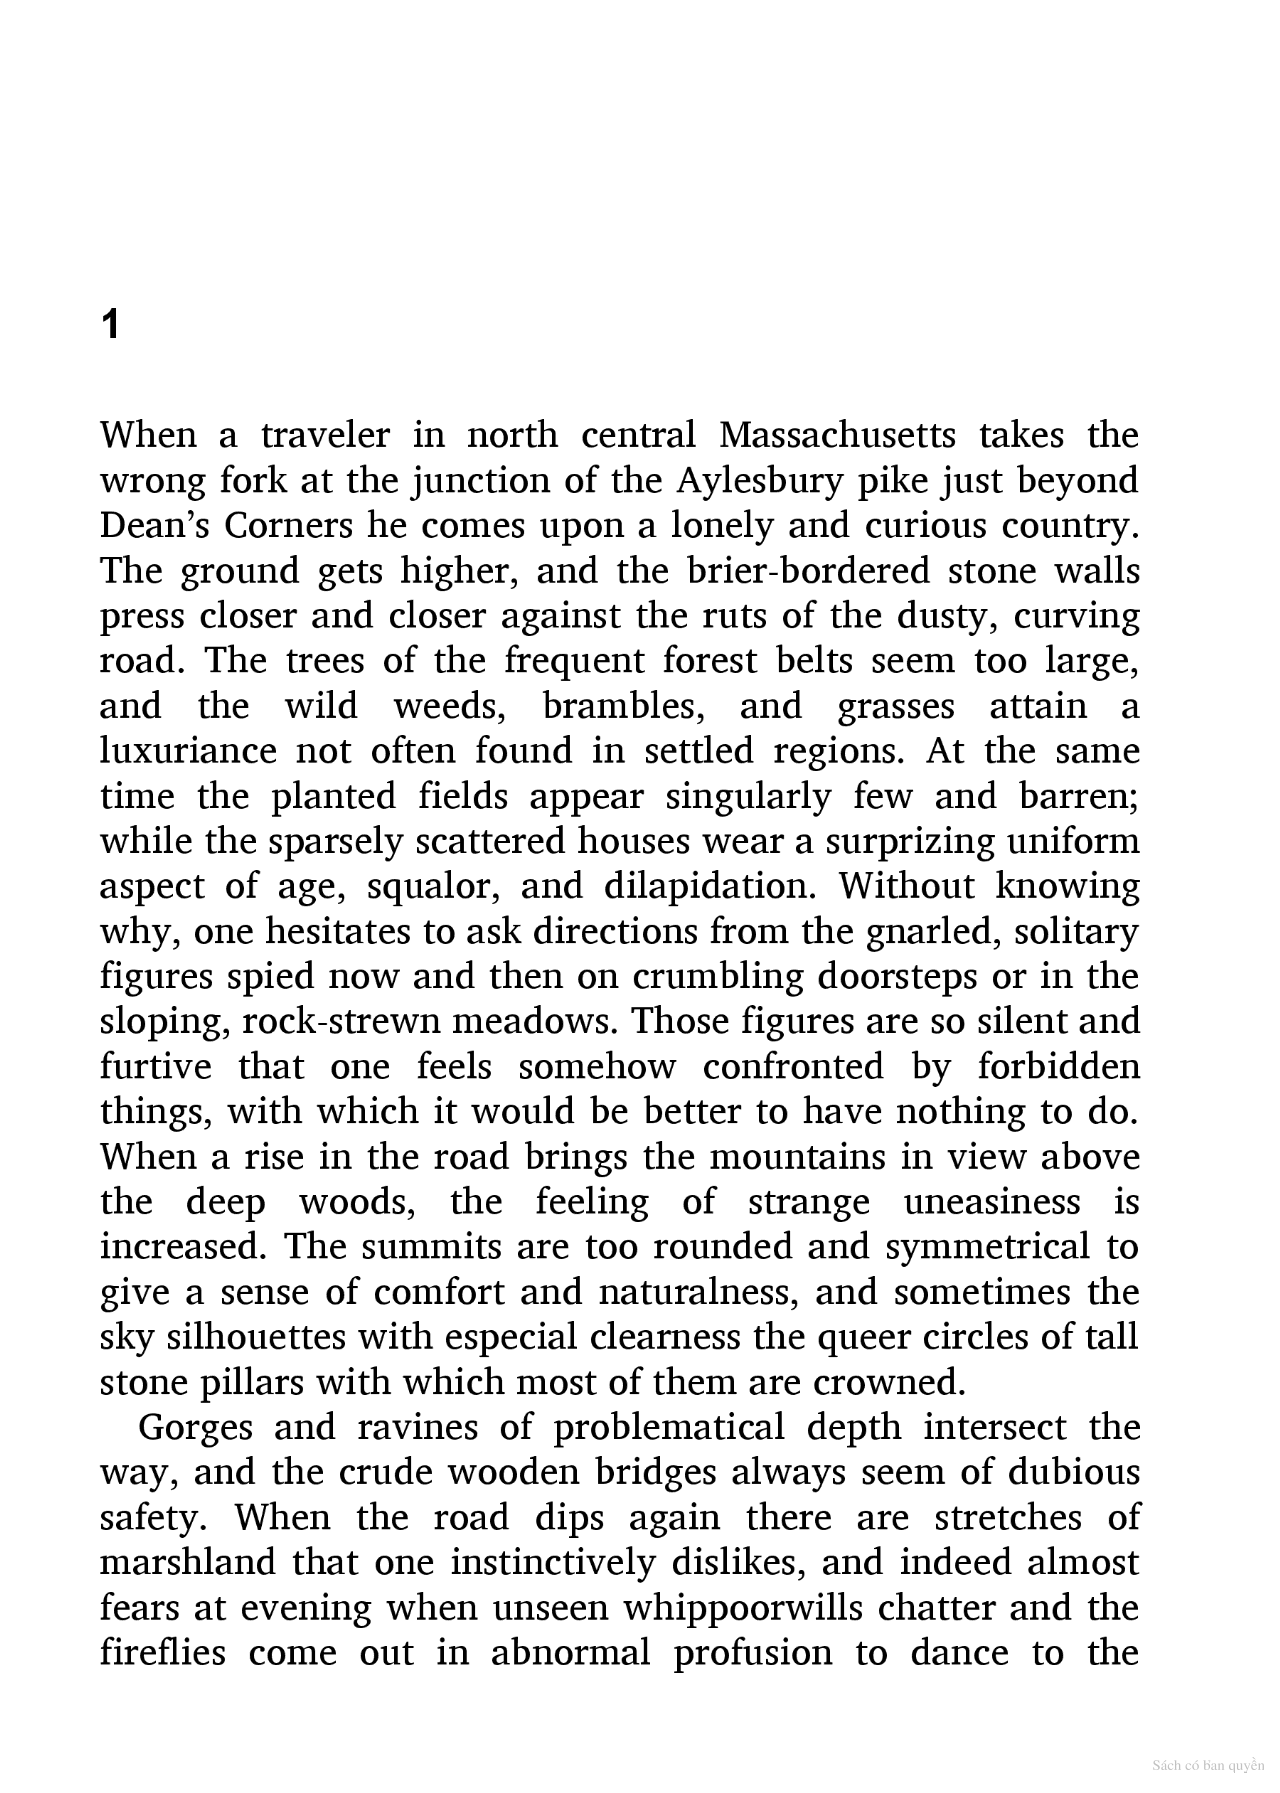 1
When a traveler in north central Massachusetts takes the
wrong fork at the junction of the Aylesbury pike just beyond
Dean’s Corners he comes upon a lonely and curious country.
The ground gets higher, and the brier-bordered stone walls
press closer and closer against the ruts of the dusty, curving
road. The trees of the frequent forest belts seem too large,
and the wild weeds, brambles, and grasses attain a
luxuriance not often found in settled regions. At the same
time the planted fields appear singularly few and barren;
while the sparsely scattered houses wear a surprizing uniform
aspect of age, squalor, and dilapidation. Without knowing
why, one hesitates to ask directions from the gnarled, solitary
figures spied now and then on crumbling doorsteps or in the
sloping, rock-strewn meadows. Those figures are so silent and
furtive that one feels somehow confronted by forbidden
things, with which it would be better to have nothing to do.
When a rise in the road brings the mountains in view above
the deep woods, the feeling of strange uneasiness is
increased. The summits are too rounded and symmetrical to
give a sense of comfort and naturalness, and sometimes the
sky silhouettes with especial clearness the queer circles of tall
stone pillars with which most of them are crowned.
Gorges and ravines of problematical depth intersect the
way, and the crude wooden bridges always seem of dubious
safety. When the road dips again there are stretches of
marshland that one instinctively dislikes, and indeed almost
fears at evening when unseen whippoorwills chatter and the
fireflies come out in abnormal profusion to dance to the
Sách có bản quyền